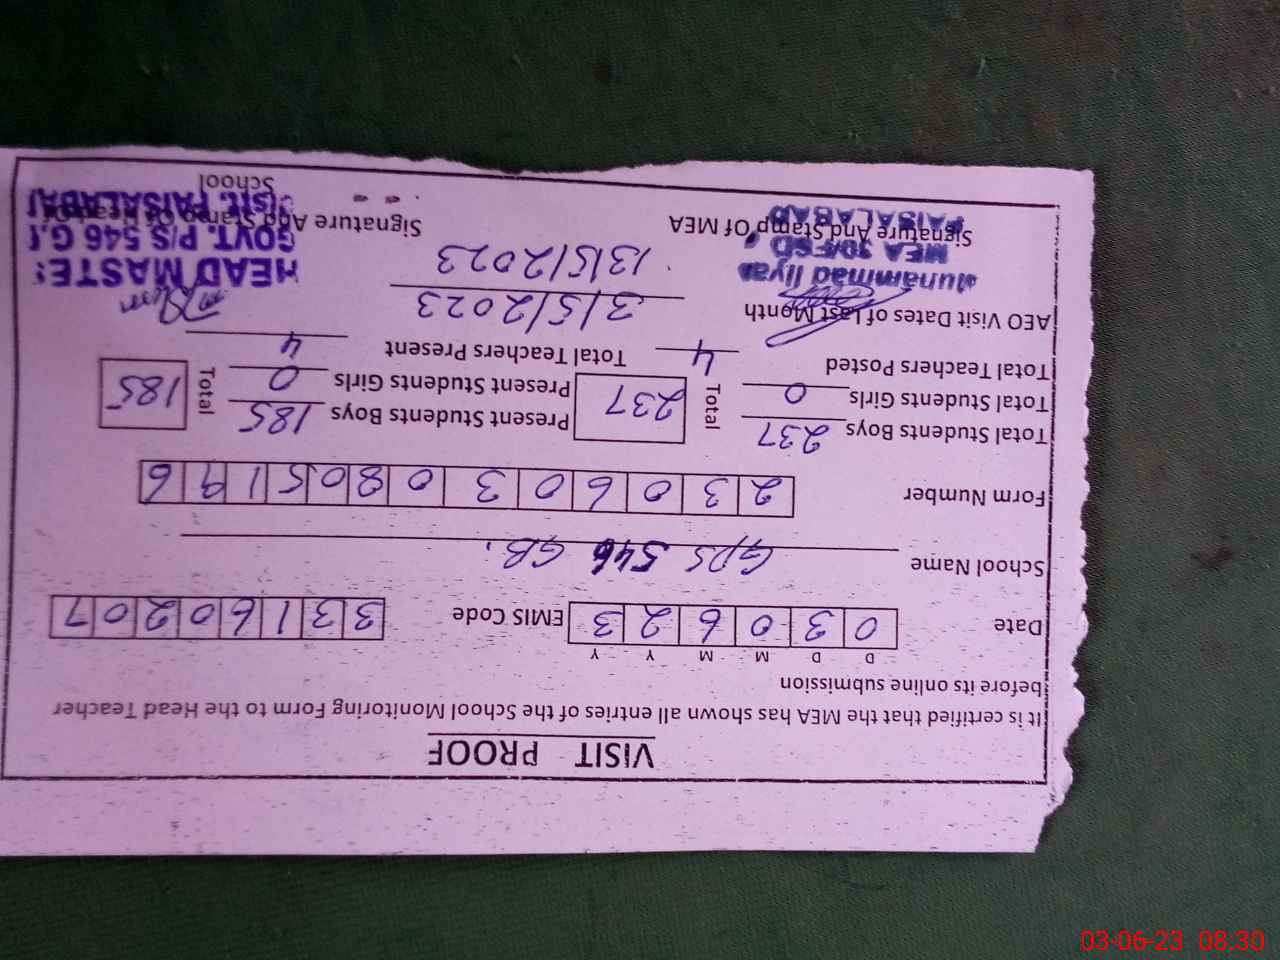 VISIT PROOF
It is certified that the MEA has shown all entries of the School Monitoring Form to the Head Teacher
before its online submission
D D M M Y Y
Date 0 3 0 6 2 3 EMIS Code 3 3 1 6 0 2 0 7
School Name GPS 546 GB.
Form Number 2 3 0 6 0 3 0 8 0 5 1 9 6
Total Students Boys 237 Total 237 Present Students Boys 185 Total 185
Total Students Girls 0 Present Students Girls 0
Total Teachers Posted 4 Total Teachers Present 4
AEO Visit Dates of Last Month 3/5/2023
13/5/2023
Muhammad Ilyas
MEA 30/FSD
FAISALABAD
HEAD MASTE
GOVT. P/S 546 G.
FAISALABA
Signature And Stamp Of MEA Signature And Stamp Of Head Of
School
03-06-23 08:30